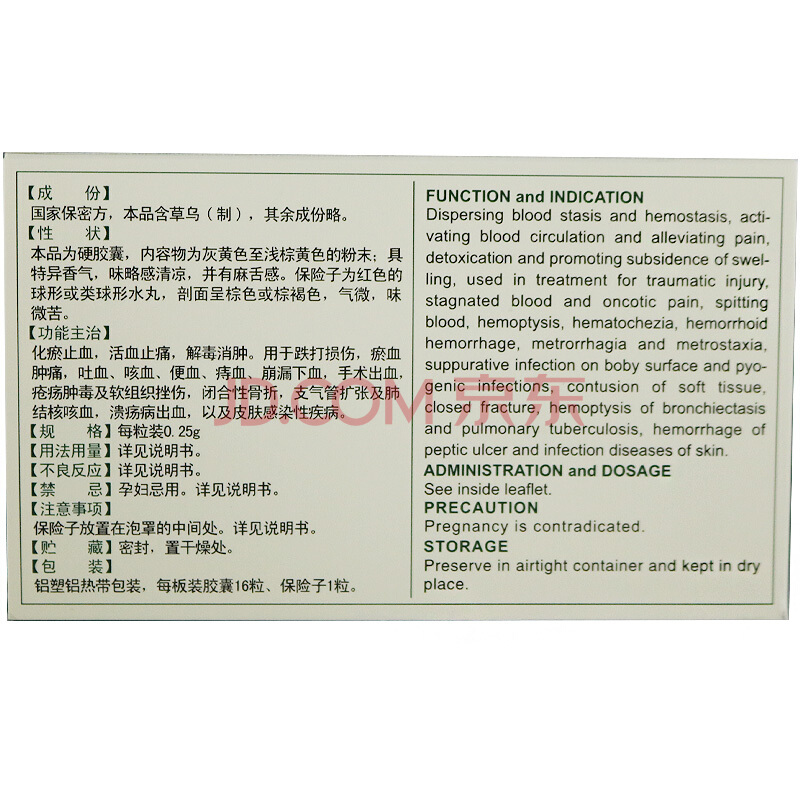 【成　份】
国家保密方，本品含草乌（制），其余成份略。
【性　状】
本品为硬胶囊，内容物为灰黄色至浅棕黄色的粉末；具
特异香气，味略感清凉，并有麻舌感。保险子为红色的
球形或类球形水丸，剖面呈棕色或棕褐色，气微，味
微苦。
【功能主治】
化瘀止血，活血止痛，解毒消肿。用于跌打损伤，瘀血
肿痛，吐血、咳血、便血、痔血、崩漏下血，手术出血，
疮疡肿毒及软组织挫伤，闭合性骨折，支气管扩张及肺
结核咳血，溃疡病出血，以及皮肤感染性疾病。
【规　格】每粒装0.25g
【用法用量】详见说明书。
【不良反应】详见说明书。
【禁　忌】孕妇忌用。详见说明书。
【注意事项】
保险子放置在泡罩的中间处。详见说明书。
【贮　藏】密封，置干燥处。
【包　装】
铝塑铝热带包装，每板装胶囊16粒、保险子1粒。
FUNCTION and INDICATION
Dispersing blood stasis and hemostasis, acti-
vating blood circulation and alleviating pain,
detoxication and promoting subsidence of swel-
ling, used in treatment for traumatic injury,
stagnated blood and oncotic pain, spitting
blood, hemoptysis, hematochezia, hemorrhoid
hemorrhage, metrorrhagia and metrostaxia,
suppurative infection on boby surface and pyo-
genic infections, contusion of soft tissue,
closed fracture, hemoptysis of bronchiectasis
and pulmonary tuberculosis, hemorrhage of
peptic ulcer and infection diseases of skin.
ADMINISTRATION and DOSAGE
See inside leaflet.
PRECAUTION
Pregnancy is contradicated.
STORAGE
Preserve in airtight container and kept in dry
place.
JD.COM 京东